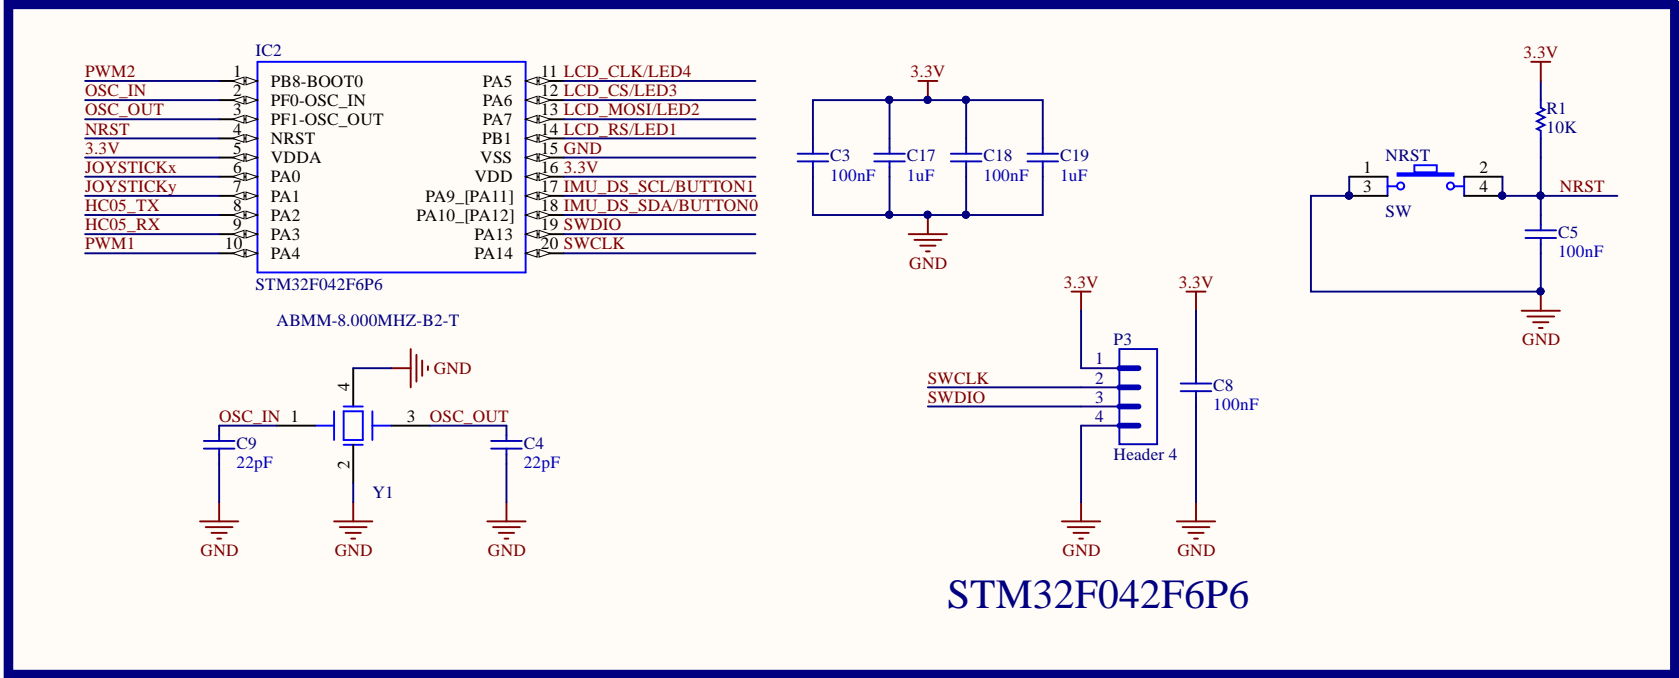 IC2
PWM2 1 PB8-BOOT0 PA5 11 LCD_CLK/LED4
OSC_IN 2 PF0-OSC_IN PA6 12 LCD_CS/LED3
OSC_OUT 3 PF1-OSC_OUT PA7 13 LCD_MOSI/LED2
NRST 4 NRST PB1 14 LCD_RS/LED1
3.3V 5 VDDA VSS 15 GND
JOYSTICKx 6 PA0 VDD 16 3.3V
JOYSTICKy 7 PA1 PA9_[PA11] 17 IMU_DS_SCL/BUTTON1
HC05_TX 8 PA2 PA10_[PA12] 18 IMU_DS_SDA/BUTTON0
HC05_RX 9 PA3 PA13 19 SWDIO
PWM1 10 PA4 PA14 20 SWCLK
STM32F042F6P6
3.3V
C3 C17 C18 C19
100nF 1uF 100nF 1uF
GND
3.3V
R1
10K
NRST
1 2
3 4 NRST
SW
C5
100nF
GND
ABMM-8.000MHZ-B2-T
4 GND
OSC_IN 1 3 OSC_OUT
C9 C4
22pF 2 22pF
Y1
GND GND GND
3.3V 3.3V
P3
1
SWCLK 2
SWDIO 3
4
C8
100nF
Header 4
GND GND
STM32F042F6P6